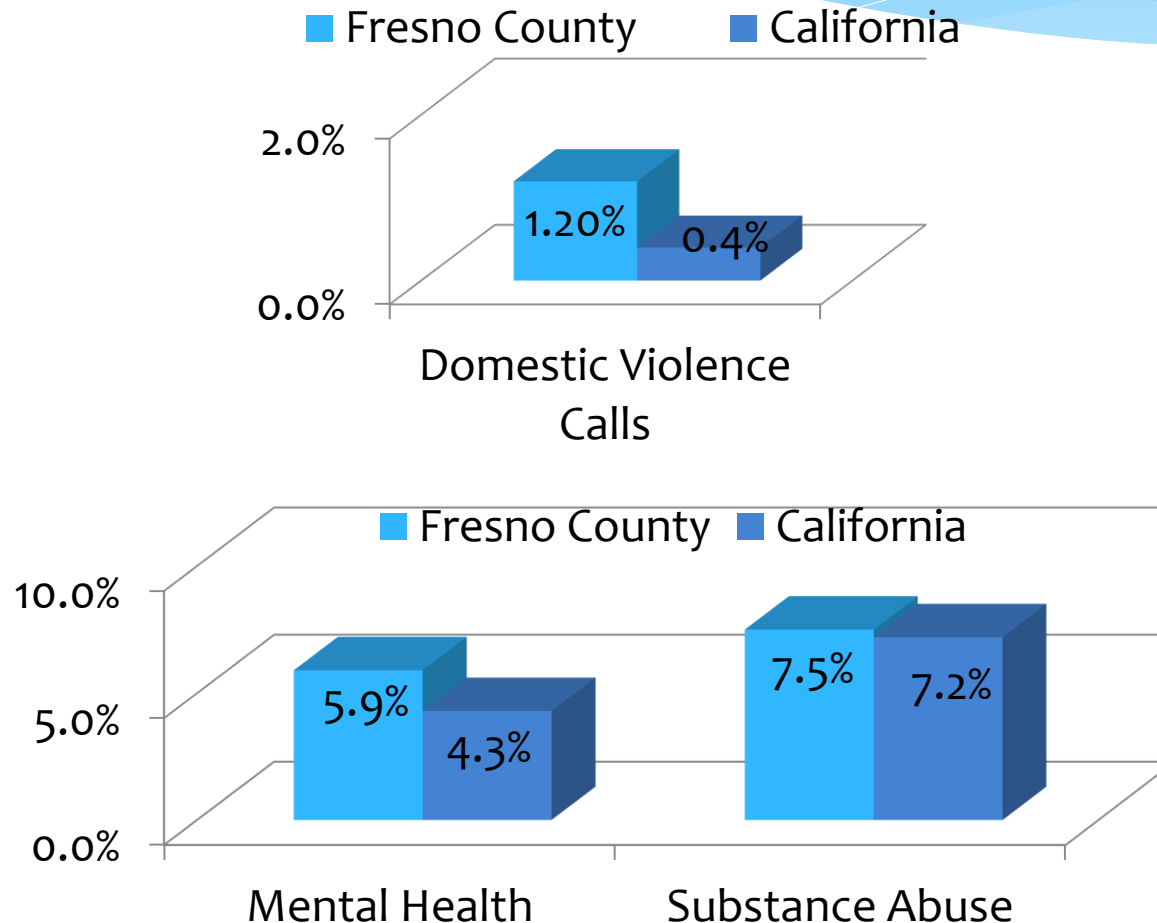 Fresno County California
2.0%
1.20% 0.4%
0.0%
Domestic Violence
Calls
Fresno County California
10.0%
7.5% 7.2%
5.9%
5.0%
4.3%
0.0%
Mental Health Substance Abuse